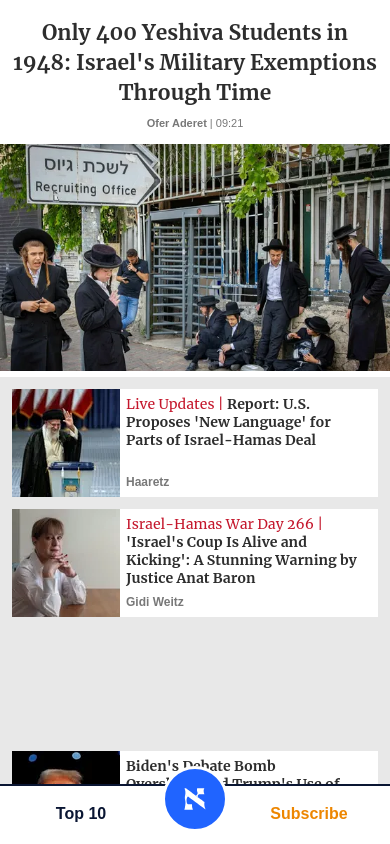 Only 400 Yeshiva Students in
1948: Israel's Military Exemptions
Through Time
Ofer Aderet | 09:21
לשכת גיוס
Recruiting Office
Live Updates | Report: U.S.
Proposes 'New Language' for
Parts of Israel-Hamas Deal
Haaretz
Israel-Hamas War Day 266 |
'Israel's Coup Is Alive and
Kicking': A Stunning Warning by
Justice Anat Baron
Gidi Weitz
Biden's Debate Bomb
Trump's Use of
Top 10
Subscribe